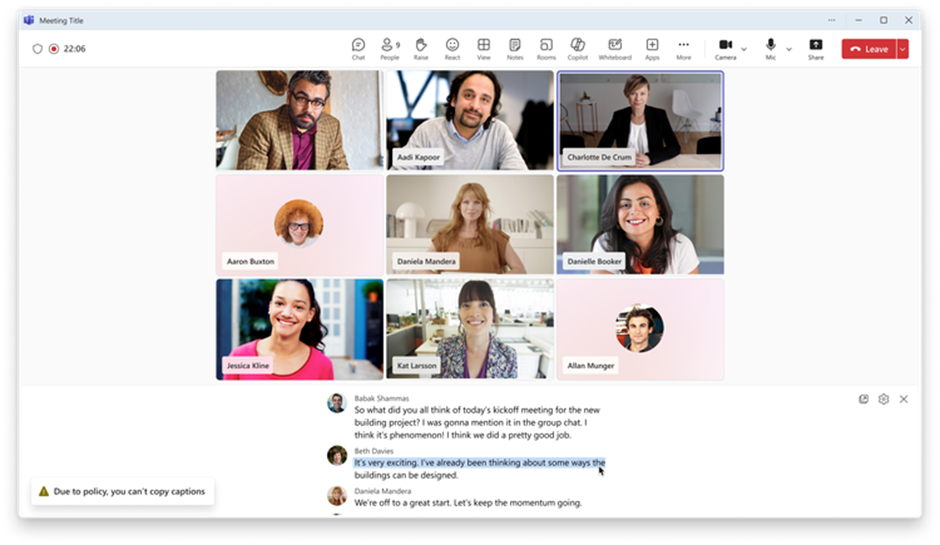 Meeting Title
22:06
Chat
People 9
Raise
React
View
Notes
Rooms
Copilot
Whiteboard
Apps
More
Camera
Mic
Share
Leave
Aadi Kapoor
Charlotte De Crum
Aaron Buxton
Daniela Mandera
Danielle Booker
Jessica Kline
Kat Larsson
Allan Munger
Babak Shammas
So what did you all think of today's kickoff meeting for the new
building project? I was gonna mention it in the group chat. I
think it's phenomenon! I think we did a pretty good job.
Beth Davies
It's very exciting. I've already been thinking about some ways the
buildings can be designed.
Daniela Mandera
We're off to a great start. Let's keep the momentum going.
Due to policy, you can't copy captions